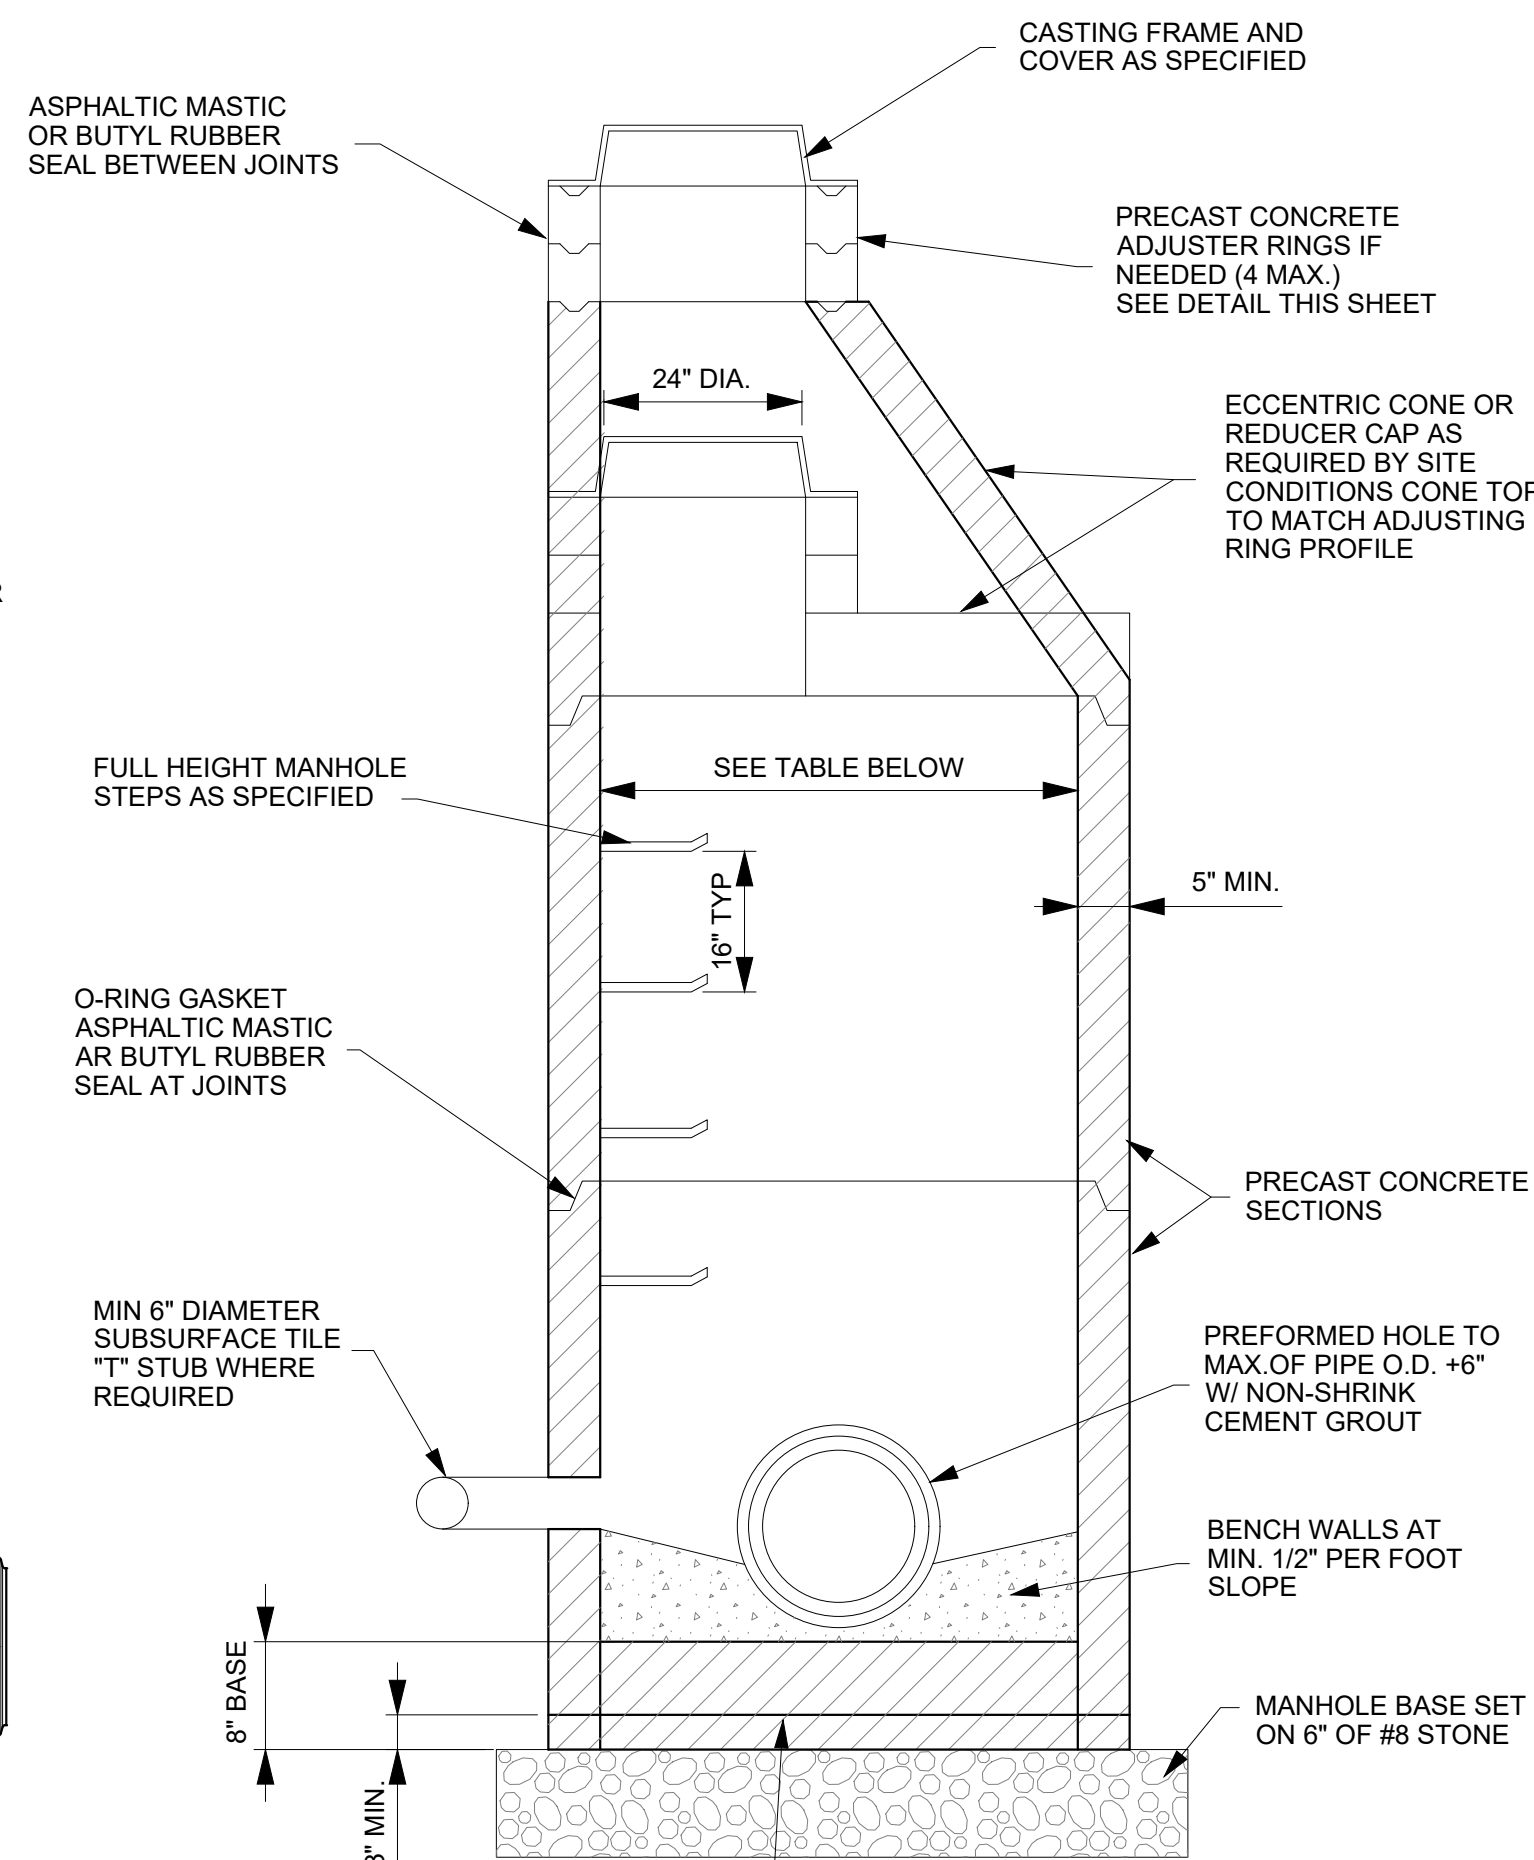 CASTING FRAME AND
COVER AS SPECIFIED
ASPHALTIC MASTIC
OR BUTYL RUBBER
SEAL BETWEEN JOINTS
PRECAST CONCRETE
ADJUSTER RINGS IF
NEEDED (4 MAX.)
SEE DETAIL THIS SHEET
24" DIA.
ECCENTRIC CONE OR
REDUCER CAP AS
REQUIRED BY SITE
CONDITIONS CONE TOP
TO MATCH ADJUSTING
RING PROFILE
R
FULL HEIGHT MANHOLE
STEPS AS SPECIFIED
SEE TABLE BELOW
16" TYP
5" MIN.
O-RING GASKET
ASPHALTIC MASTIC
AR BUTYL RUBBER
SEAL AT JOINTS
PRECAST CONCRETE
SECTIONS
MIN 6" DIAMETER
SUBSURFACE TILE
"T" STUB WHERE
REQUIRED
PREFORMED HOLE TO
MAX.OF PIPE O.D. +6"
W/ NON-SHRINK
CEMENT GROUT
BENCH WALLS AT
MIN. 1/2" PER FOOT
SLOPE
8" BASE
MANHOLE BASE SET
ON 6" OF #8 STONE
3" MIN.